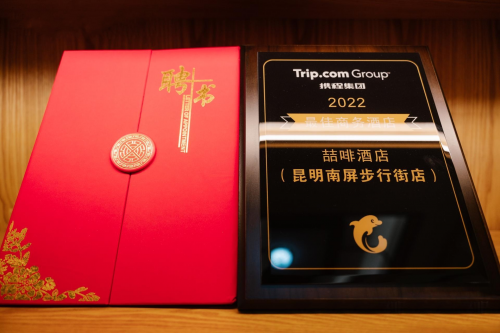 聘书
Trip.com Group
携程集团
2022
最佳商务酒店
喆啡酒店
(昆明南屏步行街店)